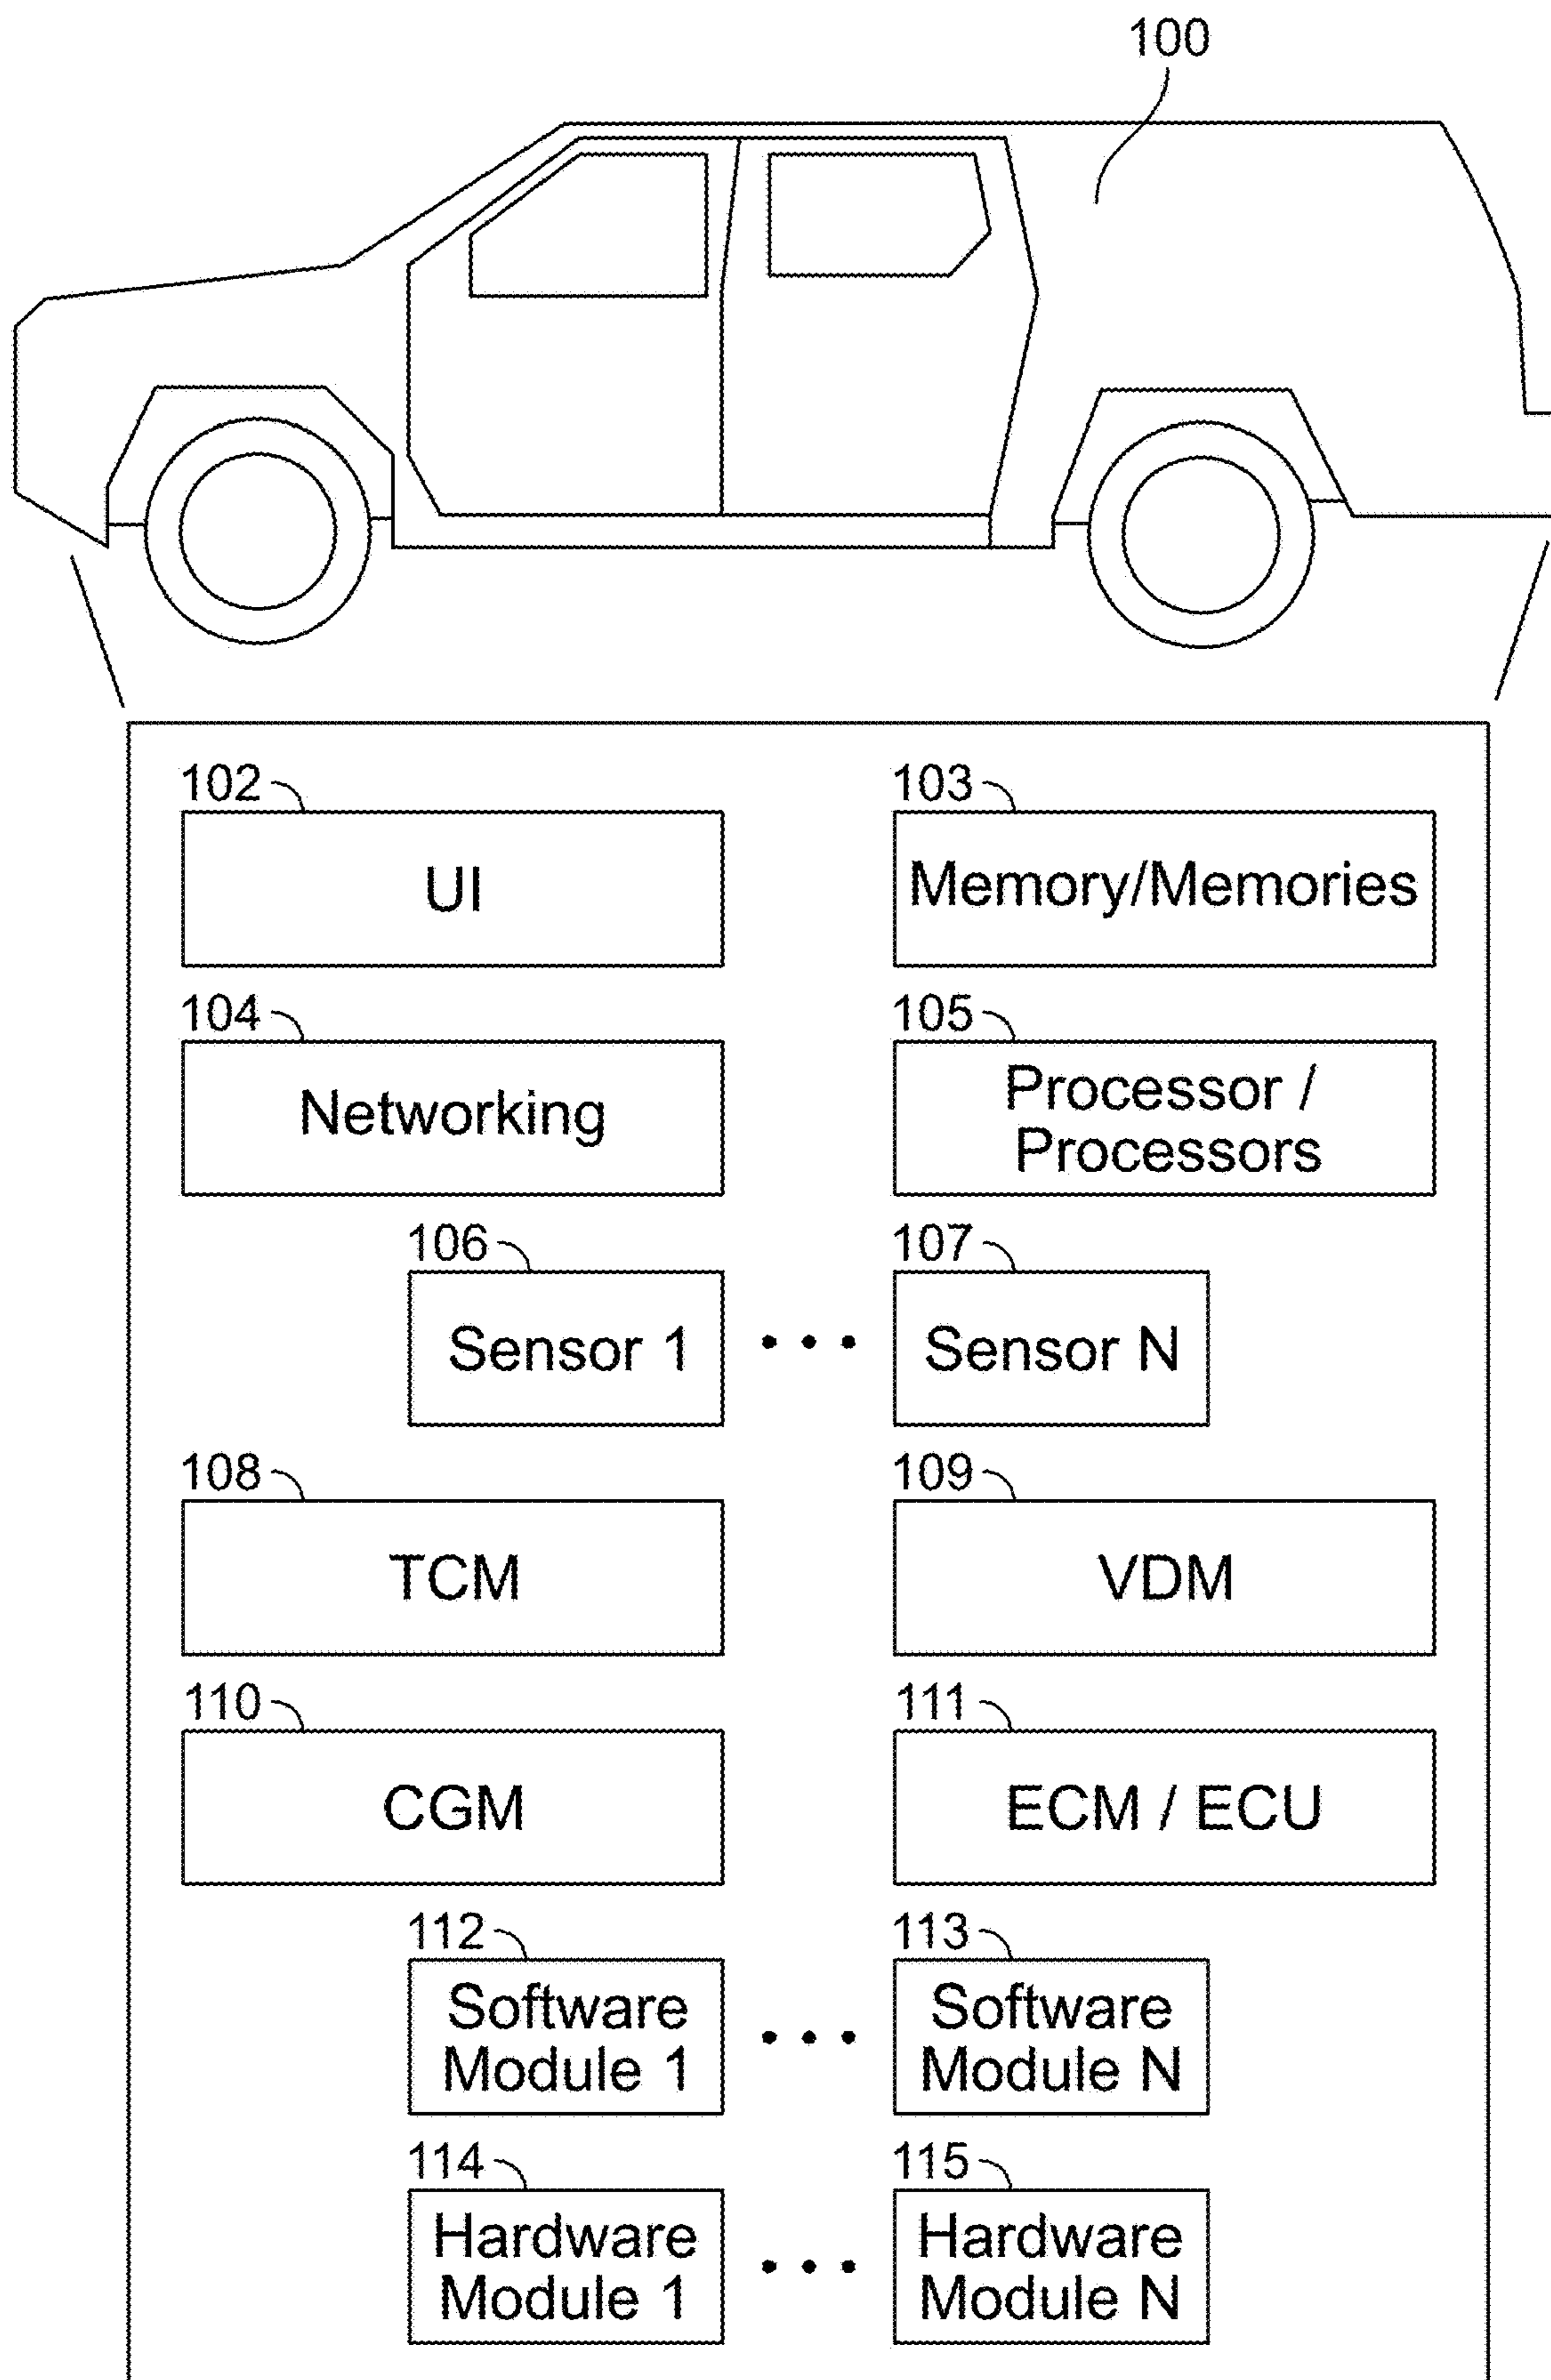 100
102
103
UI
Memory/Memories
104
105
Networking
Processor /
Processors
106
107
Sensor 1
• • •
Sensor N
108
109
TCM
VDM
110
111
CGM
ECM / ECU
112
113
Software
Module 1
• • •
Software
Module N
114
115
Hardware
Module 1
• • •
Hardware
Module N